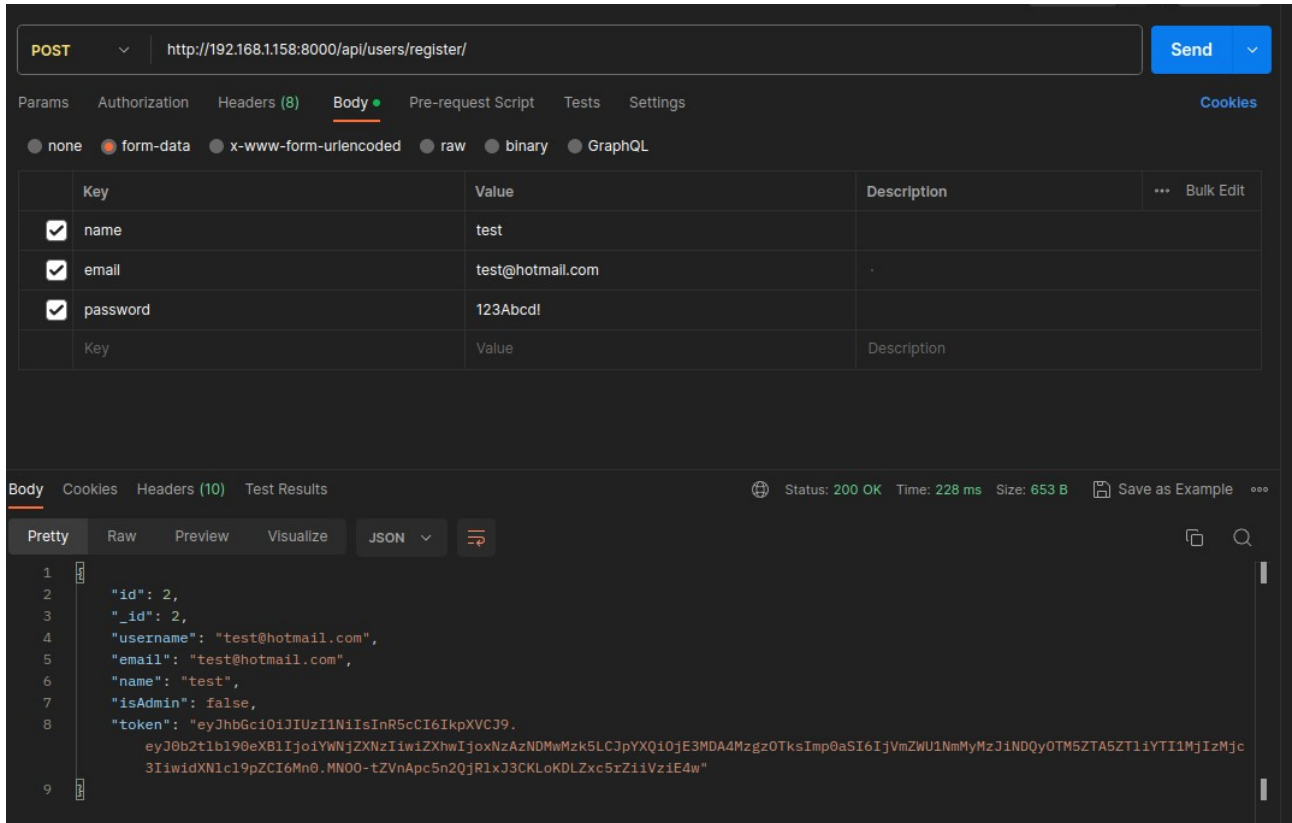 POST http://192.168.1.158:8000/api/users/register/ Send
Params Authorization Headers (8) Body Pre-request Script Tests Settings Cookies
none form-data x-www-form-urlencoded raw binary GraphQL
Key Value Description ••• Bulk Edit
name test
email test@hotmail.com
password 123Abcd!
Key Value Description
Body Cookies Headers (10) Test Results Status: 200 OK Time: 228 ms Size: 653 B Save as Example
Pretty Raw Preview Visualize JSON
1 {
2 "id": 2,
3 "_id": 2,
4 "username": "test@hotmail.com",
5 "email": "test@hotmail.com",
6 "name": "test",
7 "isAdmin": false,
8 "token": "eyJhbGciOiJIUzI1NiIsInR5cCI6IkpXVCJ9.
eyJ0b2tlbl90eXBlIjoiYWNjZXNzIiwiZXhwIjoxNzAzNDMwMzk5LCJpYXQiOjE3MDA4MzgzOTksImp0aSI6IjVmZWU1NmMyMzJiNDQyOTM5ZTA5ZTliYTI1MjIzMjc
3IiwidXNlcl9pZCI6Mn0.MNOO-tZVnApc5n2QjRlxJ3CKLoKDLZxc5rZiiVziE4w"
9 }